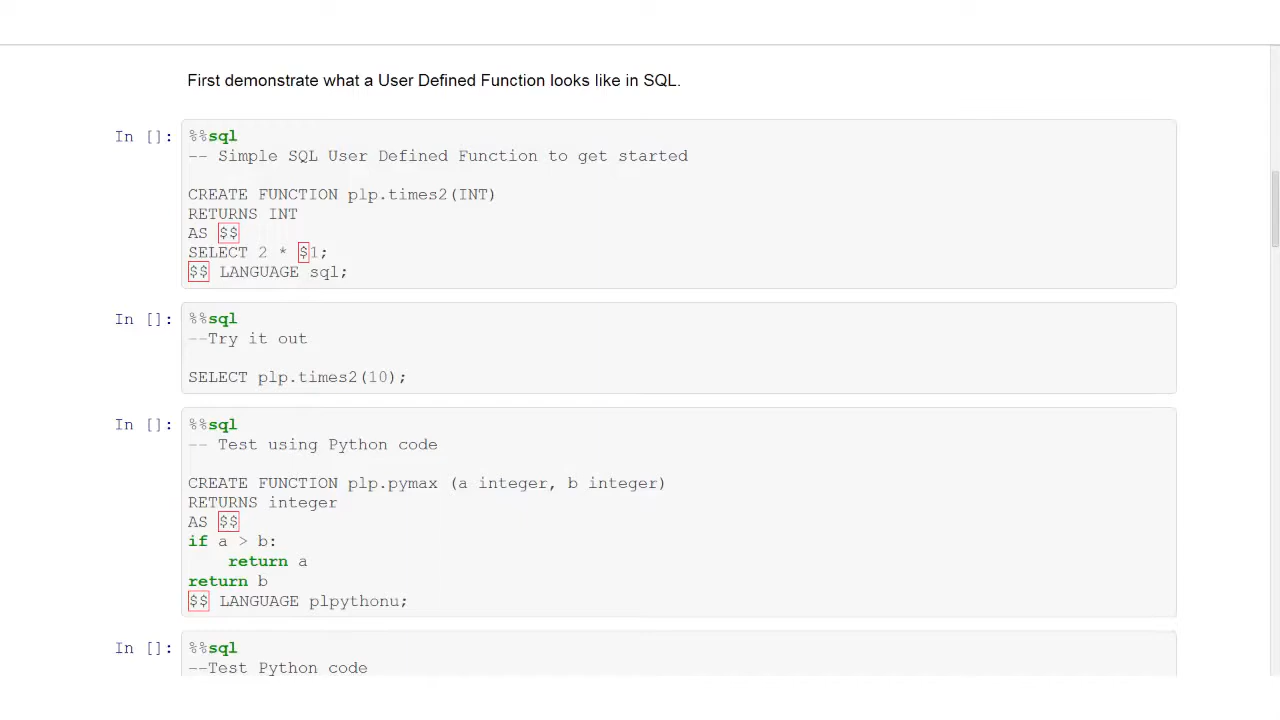 First demonstrate what a User Defined Function looks like in SQL.
In []:
%%sql
-- Simple SQL User Defined Function to get started
CREATE FUNCTION plp.times2(INT)
RETURNS INT
AS $$
SELECT 2 * $1;
$$ LANGUAGE sql;
In []:
%%sql
--Try it out
SELECT plp.times2(10);
In []:
%%sql
-- Test using Python code
CREATE FUNCTION plp.pymax (a integer, b integer)
RETURNS integer
AS $$
if a > b:
    return a
return b
$$ LANGUAGE plpythonu;
In []:
%%sql
--Test Python code